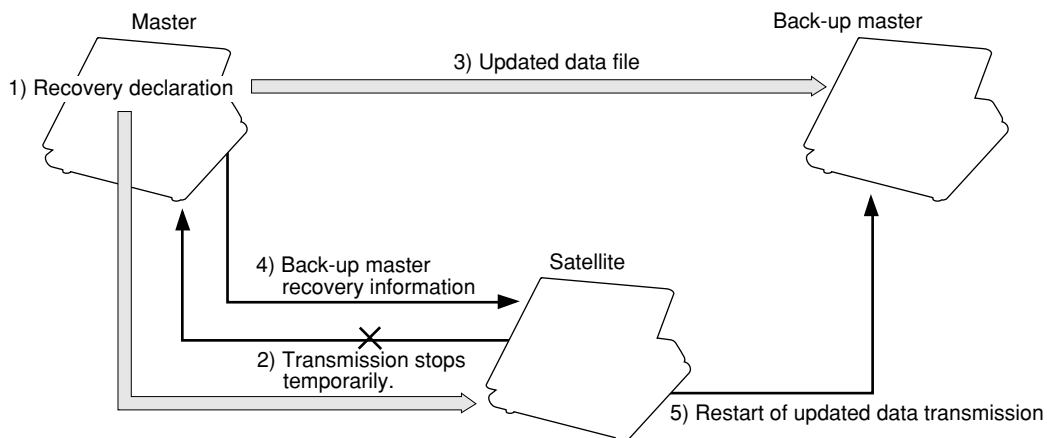 Master
Back-up master
3) Updated data file
1) Recovery declaration
4) Back-up master
recovery information
Satellite
2) Transmission stops
temporarily.
5) Restart of updated data transmission